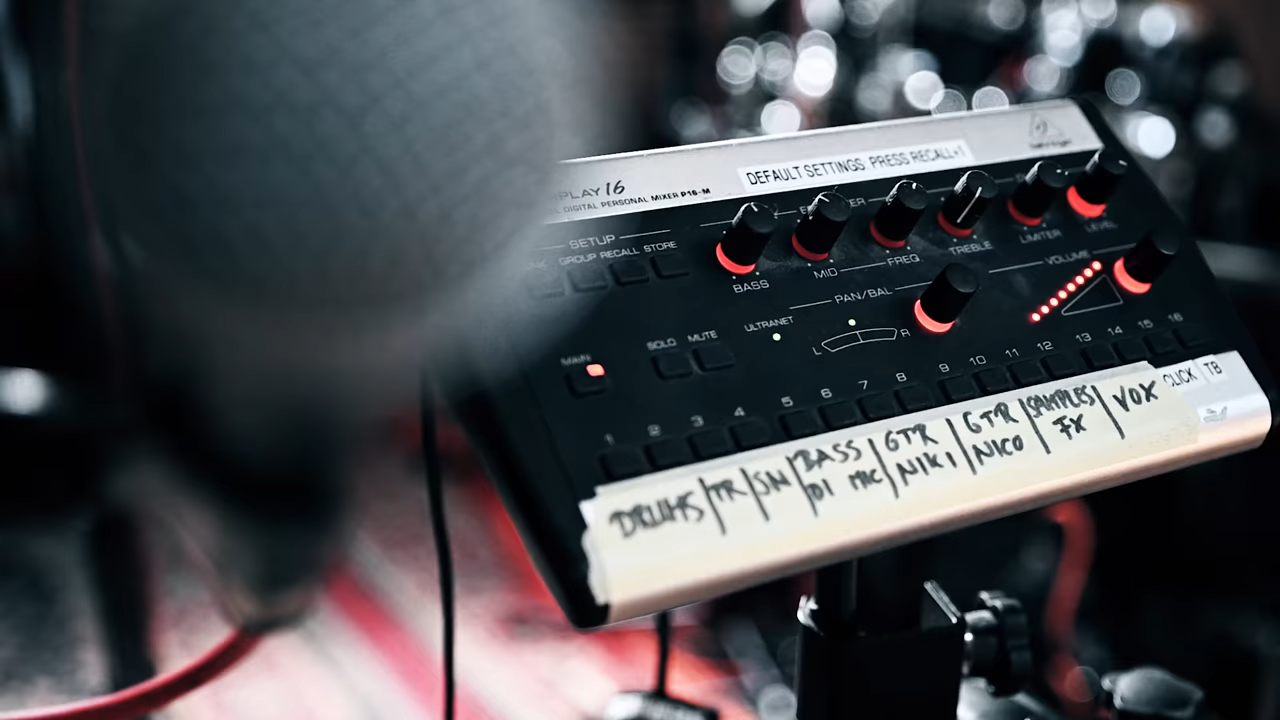 PLAY 16
DIGITAL PERSONAL MIXER P16-M
DEFAULT SETTINGS: PRESS RECALL+1
behringer
SETUP
GROUP RECALL STORE
BASS
MID
FREQ
TREBLE
LIMITER
LEVEL
VOLUME
PAN/BAL
ULTRANET
L
R
MAIN
SOLO MUTE
1 2 3 4 5 6 7 8 9 10 11 12 13 14 15 16
DRUMS | TR | SN | BASS DI MIC | GTR NIKI | GTR NICO | SAMPLES FX | VOX
CLICK | TB